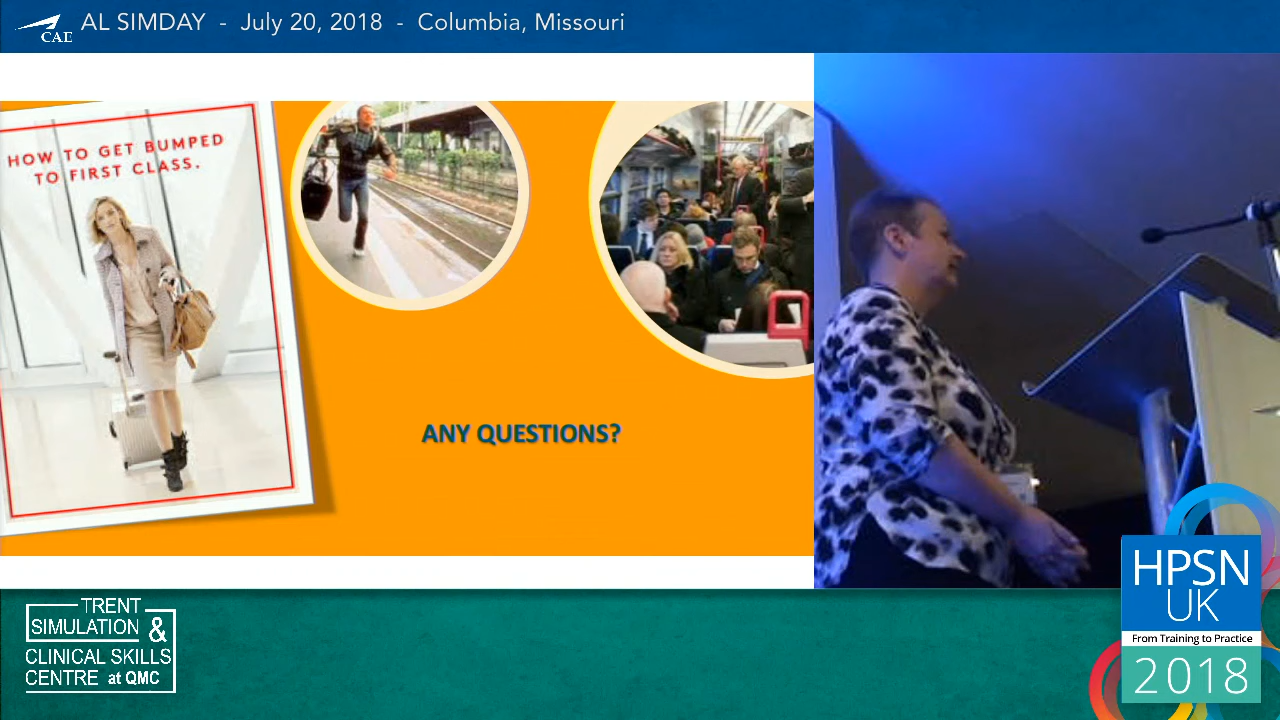 CAE AL SIMDAY - July 20, 2018 - Columbia, Missouri
HOW TO GET BUMPED
TO FIRST CLASS.
ANY QUESTIONS?
TRENT
SIMULATION &
CLINICAL SKILLS
CENTRE at QMC
HPSN
UK
From Training to Practice
2018